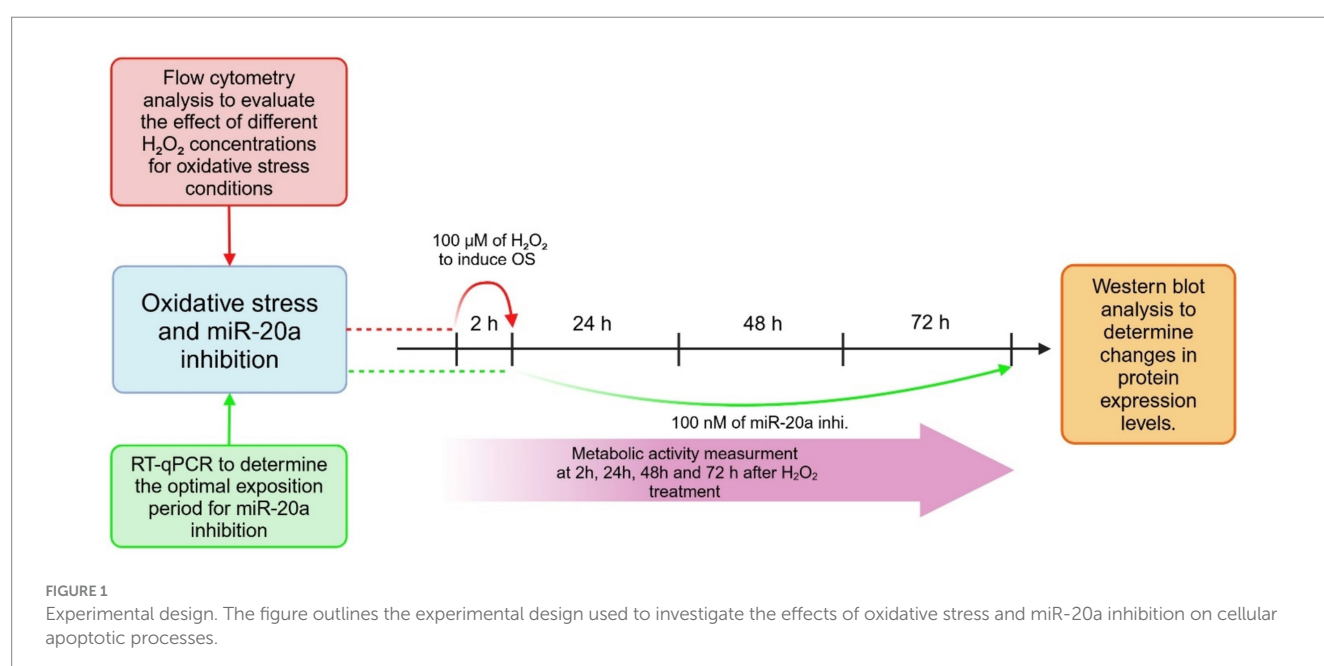 Flow cytometry
analysis to evaluate
the effect of different
H₂O₂ concentrations
for oxidative stress
conditions
Oxidative stress
and miR-20a
inhibition
RT-qPCR to determine
the optimal exposition
period for miR-20a
inhibition
100 µM of H₂O₂
to induce OS
2 h
24 h
48 h
72 h
100 nM of miR-20a inhi.
Metabolic activity measurment
at 2h, 24h, 48h and 72 h after H₂O₂
treatment
Western blot
analysis to
determine
changes in
protein
expression
levels.
FIGURE 1
Experimental design. The figure outlines the experimental design used to investigate the effects of oxidative stress and miR-20a inhibition on cellular
apoptotic processes.